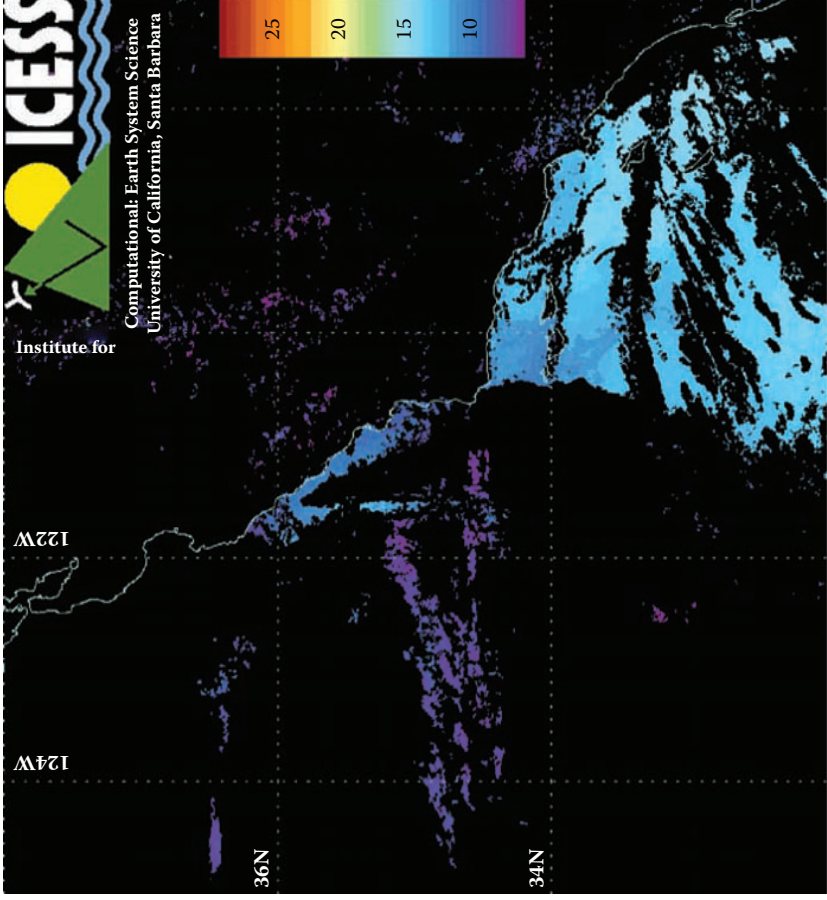 ICESS
Institute for
Computational: Earth System Science
University of California, Santa Barbara
25
20
15
10
122W
124W
36N
34N